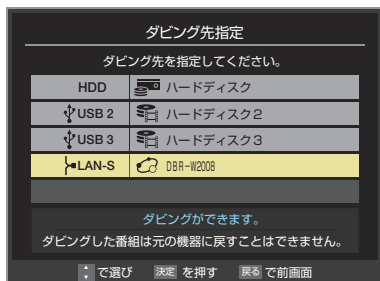 ダビング先指定
ダビング先を指定してください。
HDD ハードディスク
USB 2 ハードディスク2
USB 3 ハードディスク3
LAN-S DBR-W2008
ダビングができます。
ダビングした番組は元の機器に戻すことはできません。
で選び 決定 を押す 戻る で前画面